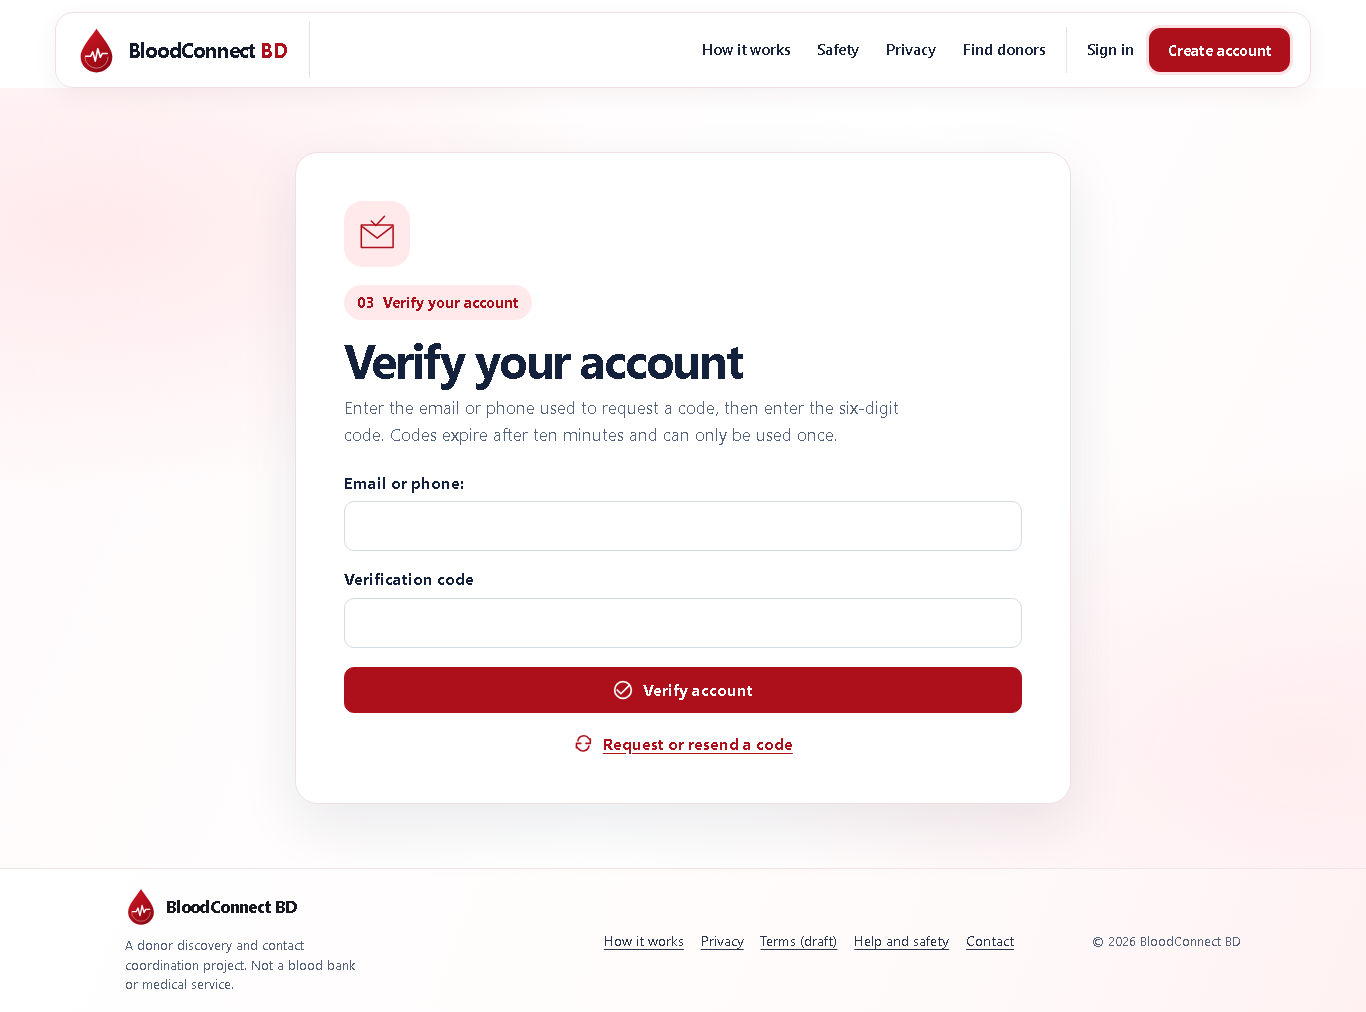 BloodConnect BD
How it works
Safety
Privacy
Find donors
Sign in
Create account
03 Verify your account
Verify your account
Enter the email or phone used to request a code, then enter the six-digit
code. Codes expire after ten minutes and can only be used once.
Email or phone:
Verification code
Verify account
Request or resend a code
BloodConnect BD
A donor discovery and contact
coordination project. Not a blood bank
or medical service.
How it works
Privacy
Terms (draft)
Help and safety
Contact
© 2026 BloodConnect BD